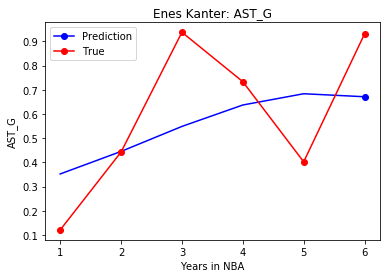 Enes Kanter: AST_G
Prediction
True
0.9
0.8
0.7
0.6
0.5
0.4
0.3
0.2
0.1
AST_G
1 2 3 4 5 6
Years in NBA